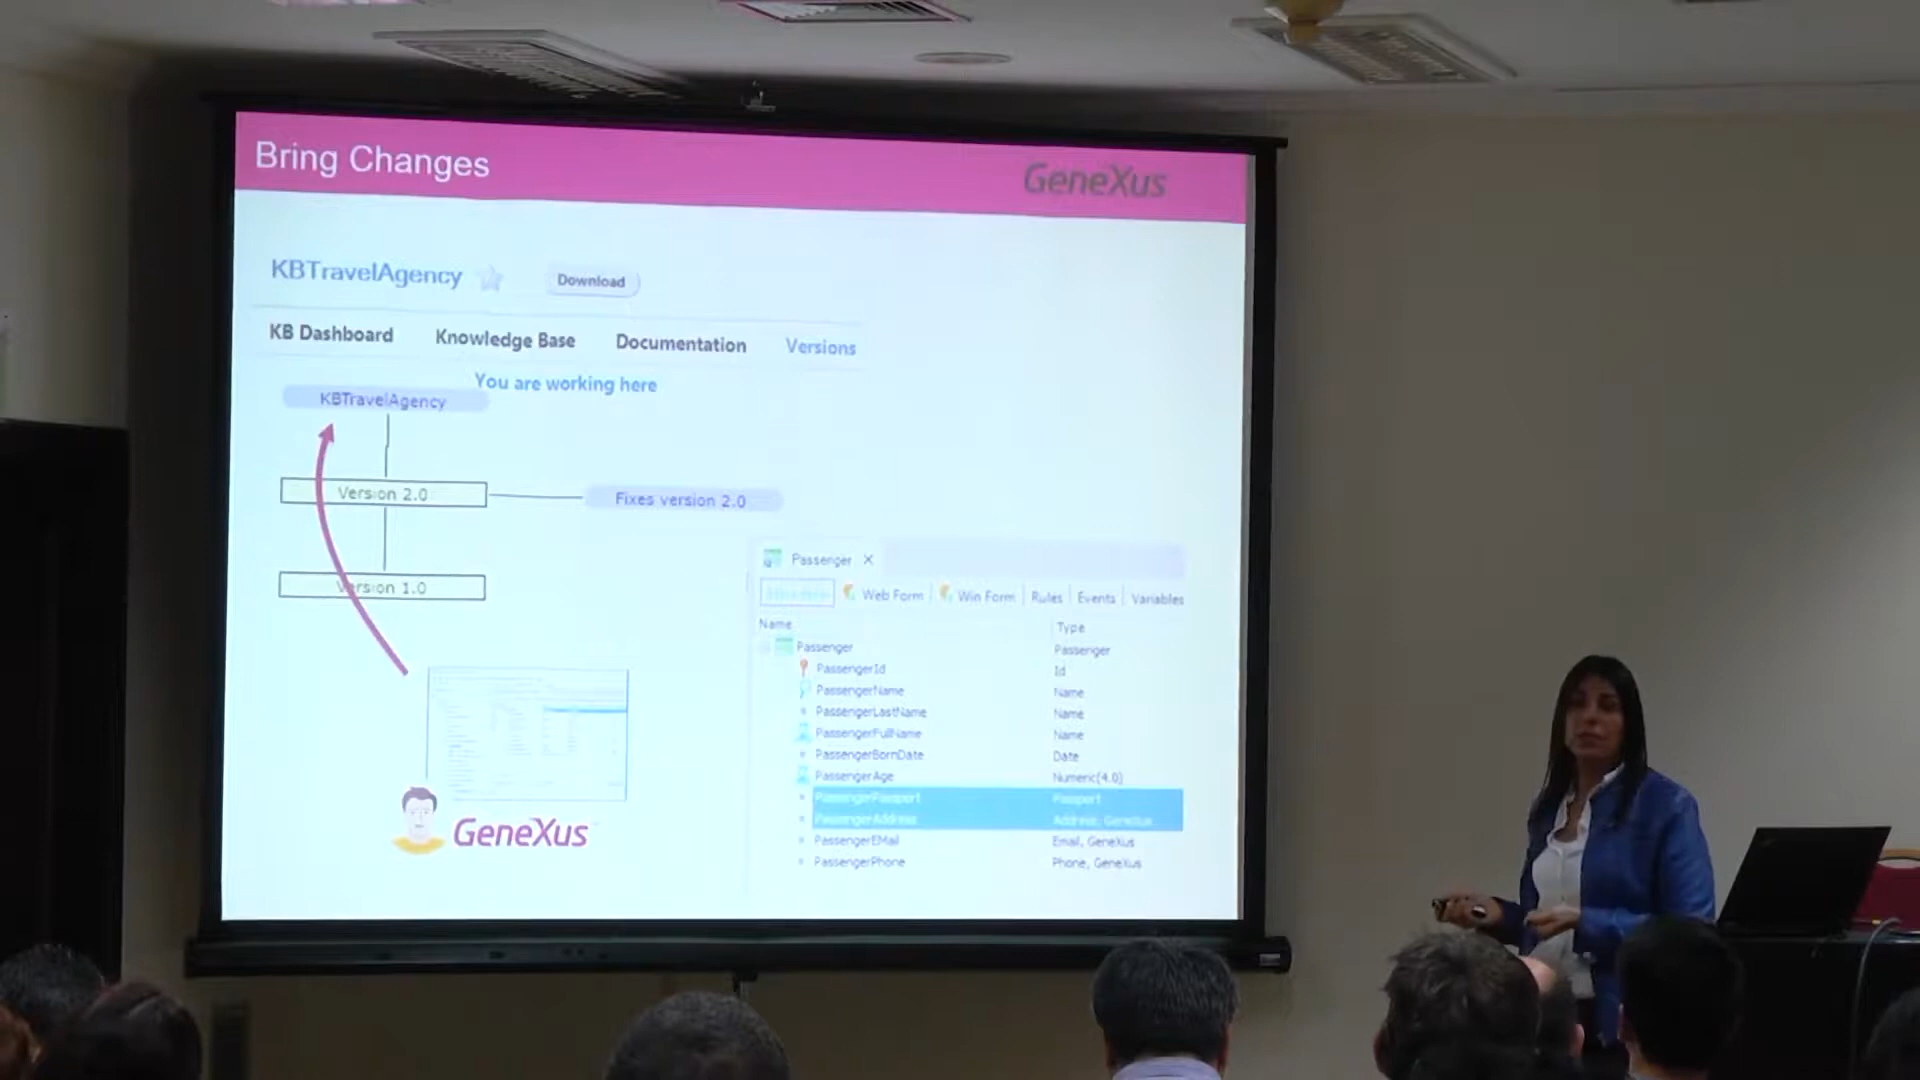 Bring Changes
GeneXus
KBTravelAgency
Download
KB Dashboard
Knowledge Base
Documentation
Versions
You are working here
KBTravelAgency
Version 2.0
Fixes version 2.0
Version 1.0
Passenger
Web Form
Win Form
Rules
Events
Variables
Name
Type
Passenger
Passenger
PassengerId
Id
PassengerName
Name
PassengerLastName
Name
PassengerFullName
Name
PassengerBornDate
Date
PassengerAge
Numeric(4.0)
PassengerPassport
Passport
PassengerAddress
Address, GeneXus
PassengerEMail
Email, GeneXus
PassengerPhone
Phone, GeneXus
GeneXus